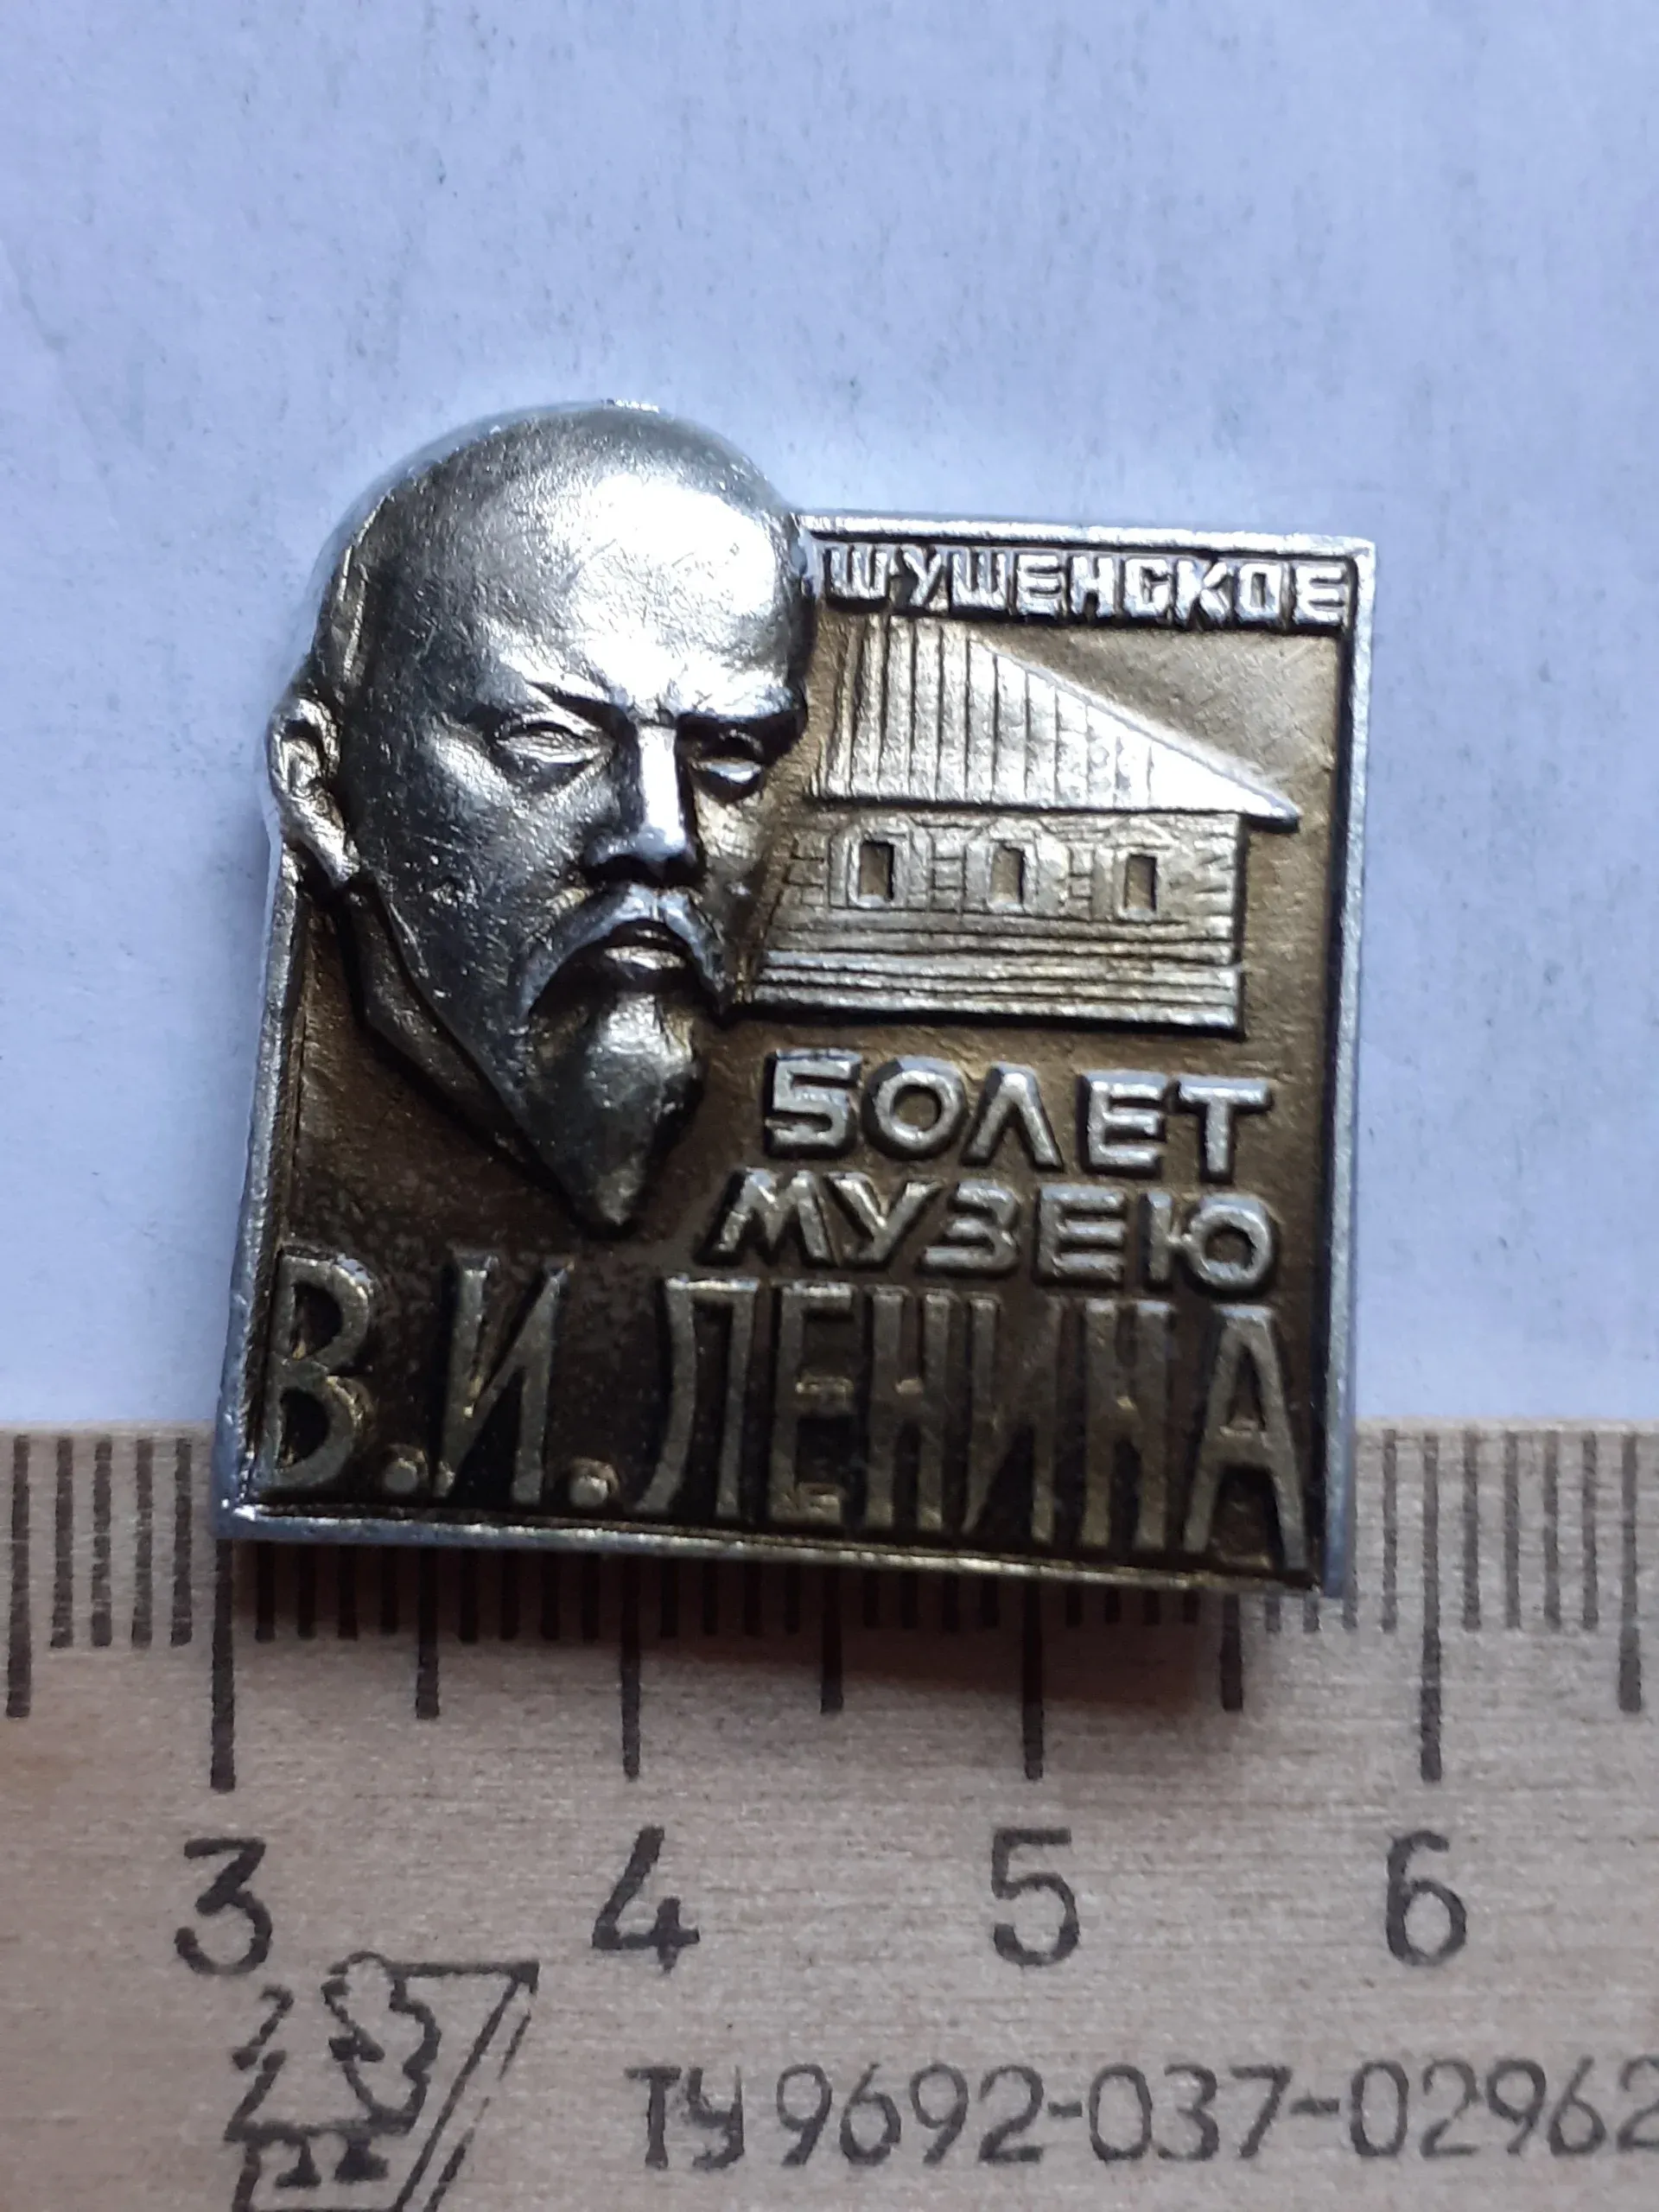 ШУШЕНСКОЕ
50 ЛЕТ
МУЗЕЮ
В.И.ЛЕНИНА
3 4 5 6
ТУ 9692-037-02962